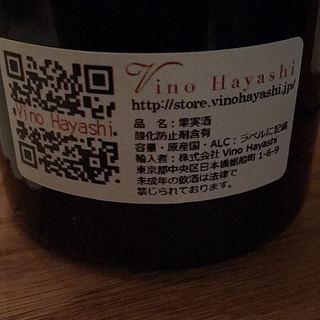 Vino Hayashi
Vino Hayashi
http://store.vinohayashi.jp/
品 名：果実酒
酸化防止剤含有
容量・原産国・ALC：ラベルに記載
輸入者：株式会社 Vino Hayashi
東京都中央区日本橋蛎殻町 1-6-9
未成年の飲酒は法律で
禁じられております。